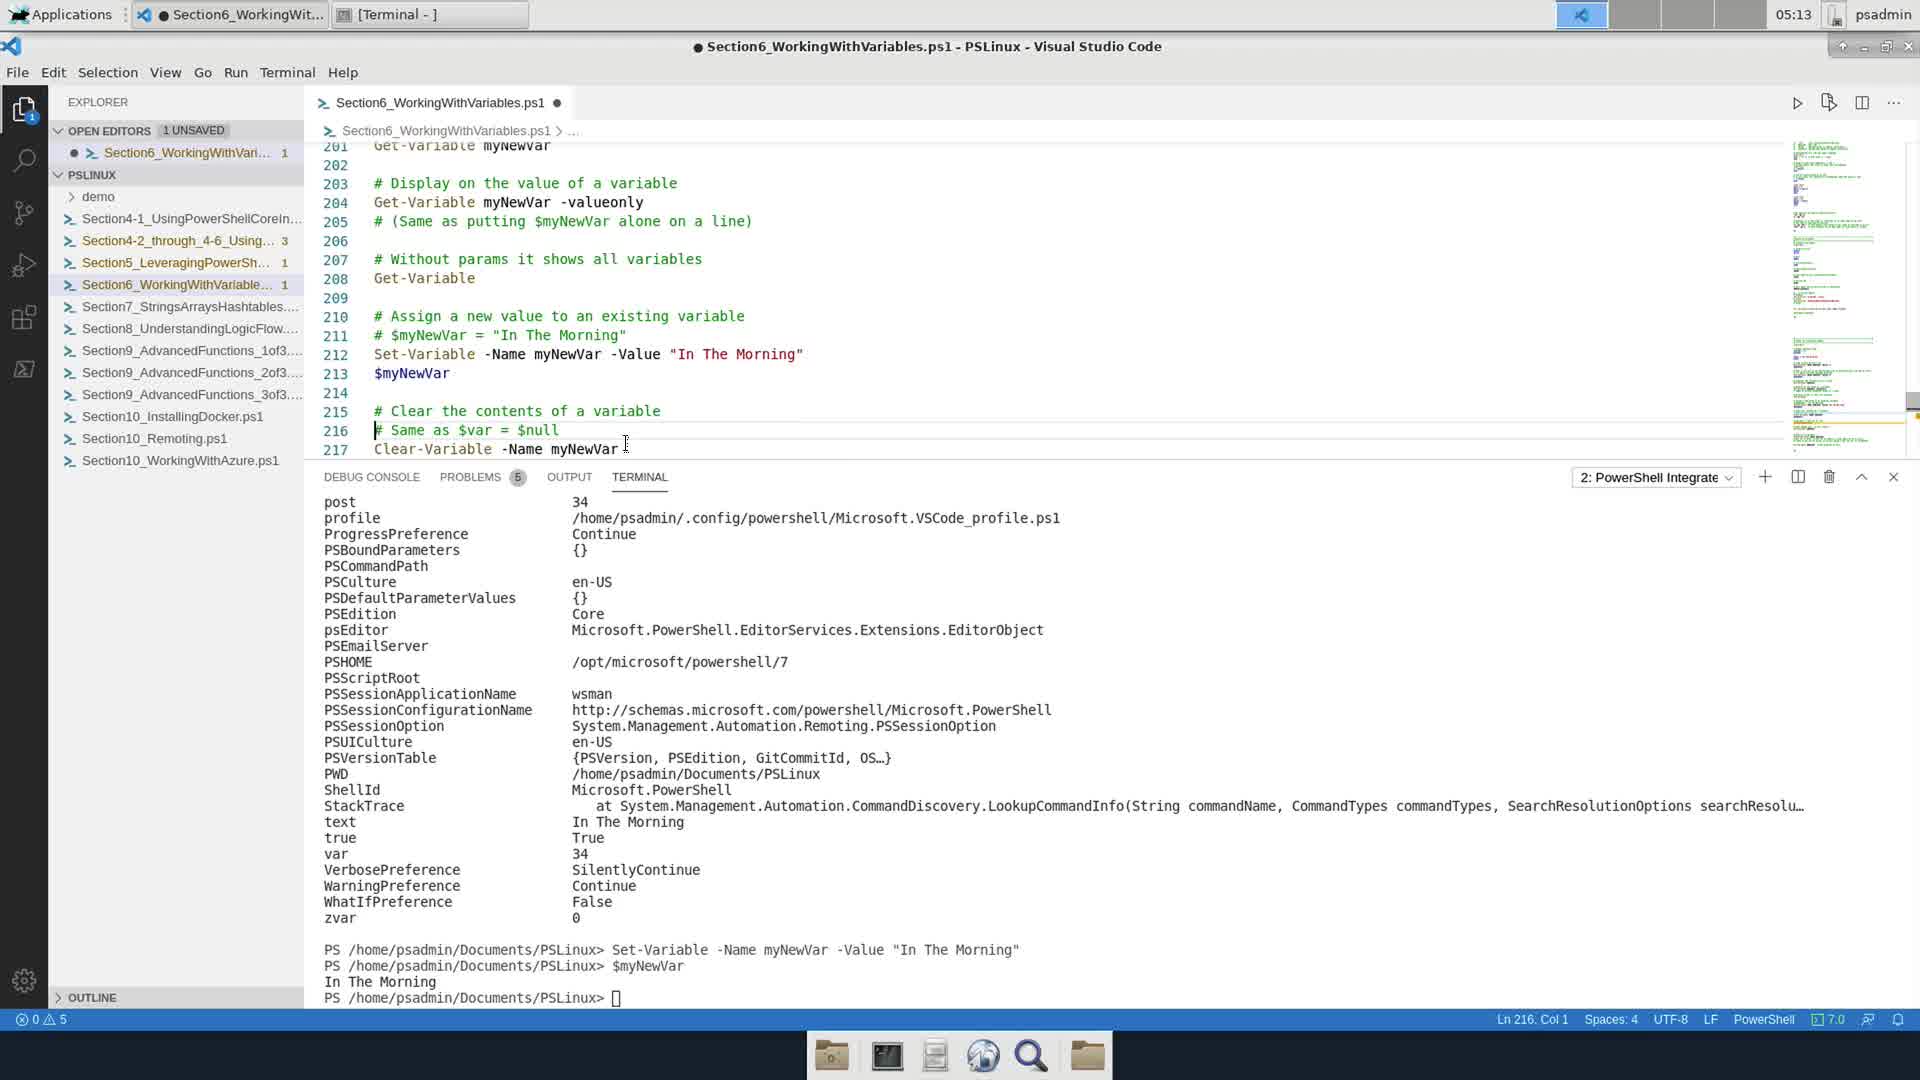 Applications
● Section6_WorkingWit...
[Terminal - ]
05:13
psadmin
● Section6_WorkingWithVariables.ps1 - PSLinux - Visual Studio Code
File Edit Selection View Go Run Terminal Help
EXPLORER
OPEN EDITORS 1 UNSAVED
● Section6_WorkingWithVari... 1
PSLINUX
demo
Section4-1_UsingPowerShellCoreIn...
Section4-2_through_4-6_Using... 3
Section5_LeveragingPowerSh... 1
Section6_WorkingWithVariable... 1
Section7_StringsArraysHashtables....
Section8_UnderstandingLogicFlow....
Section9_AdvancedFunctions_1of3....
Section9_AdvancedFunctions_2of3....
Section9_AdvancedFunctions_3of3....
Section10_InstallingDocker.ps1
Section10_Remoting.ps1
Section10_WorkingWithAzure.ps1
OUTLINE
1
Section6_WorkingWithVariables.ps1 ●
Section6_WorkingWithVariables.ps1 > ...
201 Get-Variable myNewVar
202
203 # Display on the value of a variable
204 Get-Variable myNewVar -valueonly
205 # (Same as putting $myNewVar alone on a line)
206
207 # Without params it shows all variables
208 Get-Variable
209
210 # Assign a new value to an existing variable
211 # $myNewVar = "In The Morning"
212 Set-Variable -Name myNewVar -Value "In The Morning"
213 $myNewVar
214
215 # Clear the contents of a variable
216 # Same as $var = $null
217 Clear-Variable -Name myNewVar
DEBUG CONSOLE PROBLEMS 5 OUTPUT TERMINAL
2: PowerShell Integrate
post 34
profile /home/psadmin/.config/powershell/Microsoft.VSCode_profile.ps1
ProgressPreference Continue
PSBoundParameters {}
PSCommandPath
PSCulture en-US
PSDefaultParameterValues {}
PSEdition Core
psEditor Microsoft.PowerShell.EditorServices.Extensions.EditorObject
PSEmailServer
PSHOME /opt/microsoft/powershell/7
PSScriptRoot
PSSessionApplicationName wsman
PSSessionConfigurationName http://schemas.microsoft.com/powershell/Microsoft.PowerShell
PSSessionOption System.Management.Automation.Remoting.PSSessionOption
PSUICulture en-US
PSVersionTable {PSVersion, PSEdition, GitCommitId, OS…}
PWD /home/psadmin/Documents/PSLinux
ShellId Microsoft.PowerShell
StackTrace at System.Management.Automation.CommandDiscovery.LookupCommandInfo(String commandName, CommandTypes commandTypes, SearchResolutionOptions searchResolu…
text In The Morning
true True
var 34
VerbosePreference SilentlyContinue
WarningPreference Continue
WhatIfPreference False
zvar 0
PS /home/psadmin/Documents/PSLinux> Set-Variable -Name myNewVar -Value "In The Morning"
PS /home/psadmin/Documents/PSLinux> $myNewVar
In The Morning
PS /home/psadmin/Documents/PSLinux>
0 5
Ln 216, Col 1 Spaces: 4 UTF-8 LF PowerShell 7.0